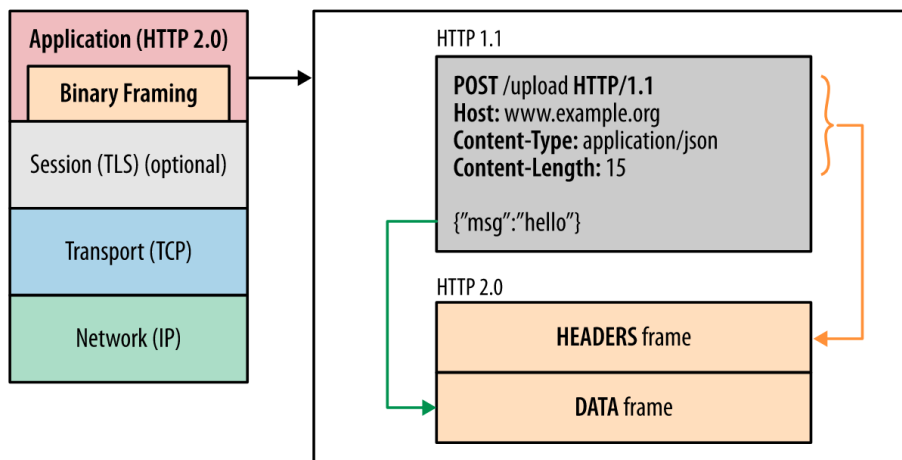 Application (HTTP 2.0)
Binary Framing
Session (TLS) (optional)
Transport (TCP)
Network (IP)
HTTP 1.1
POST /upload HTTP/1.1
Host: www.example.org
Content-Type: application/json
Content-Length: 15
{”msg”:”hello”}
HTTP 2.0
HEADERS frame
DATA frame